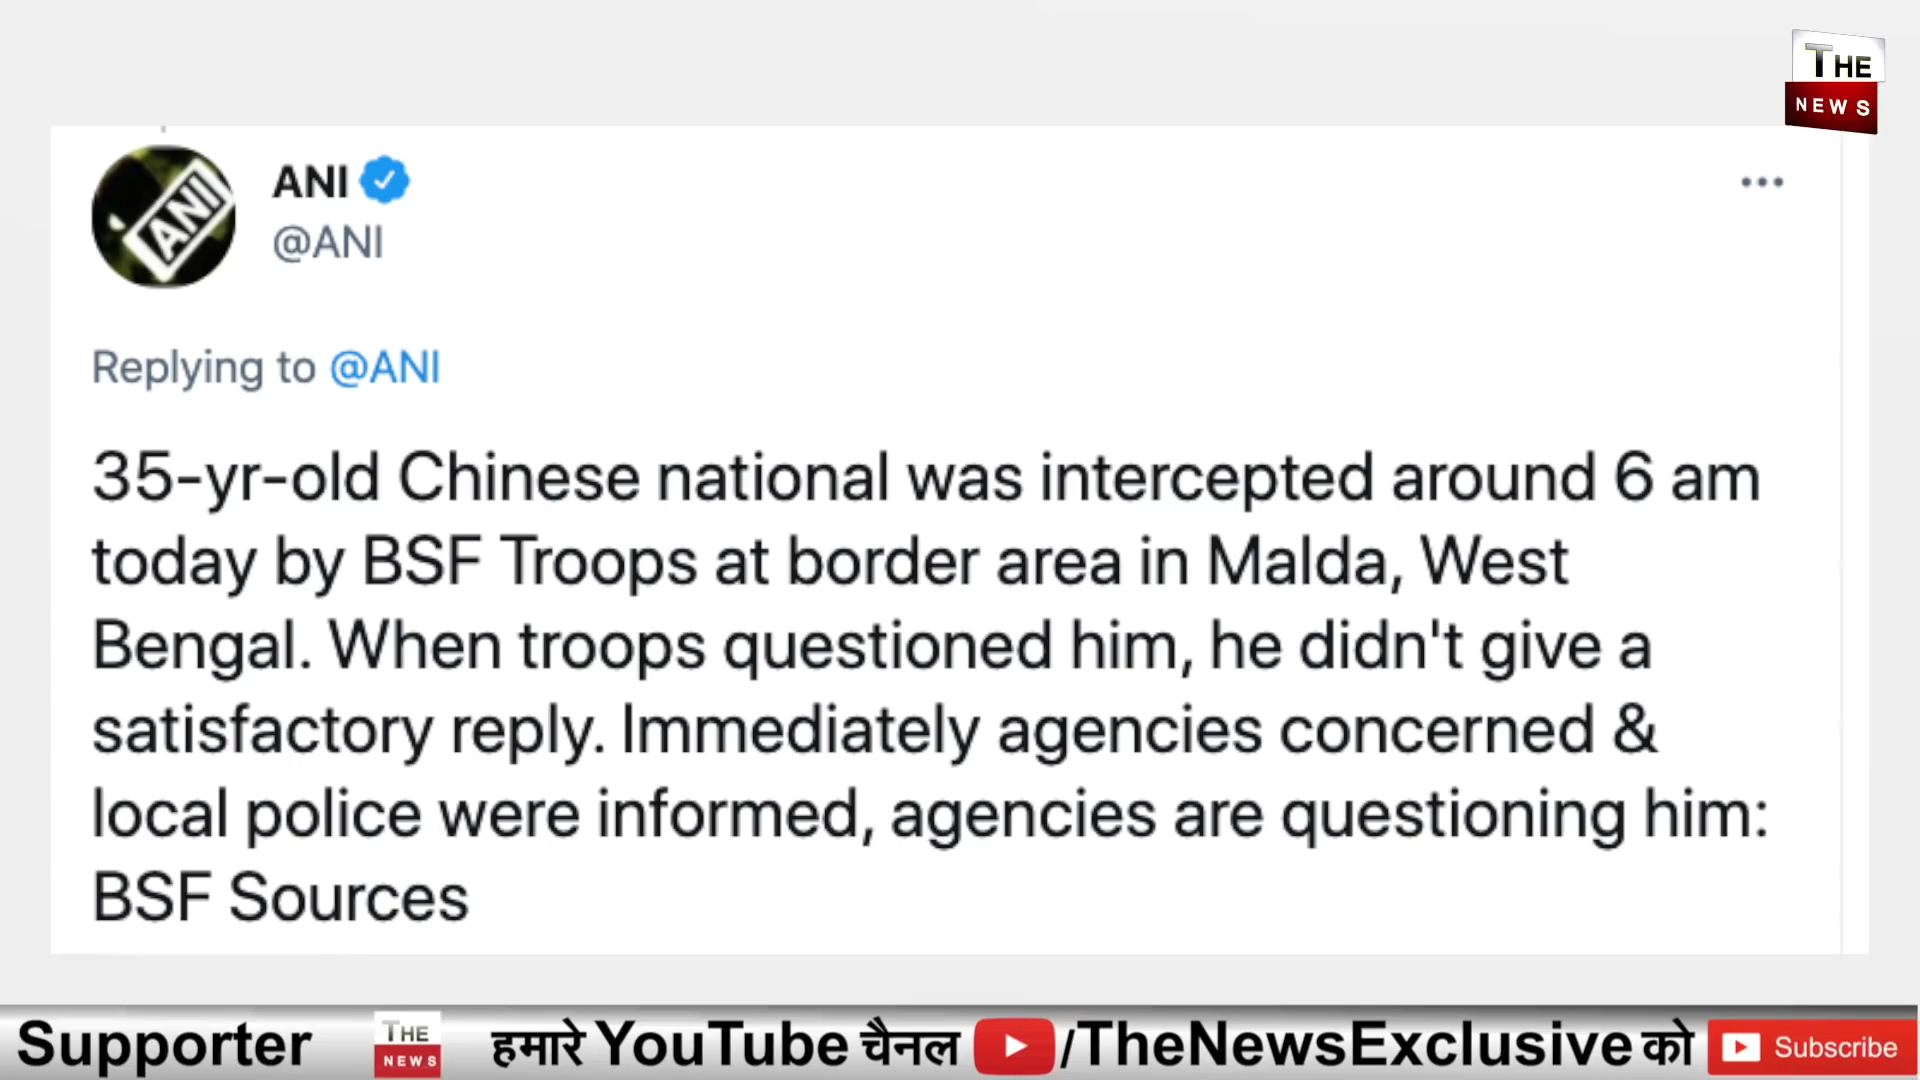 THE
NEWS
ANI
ANI
@ANI
Replying to @ANI
35-yr-old Chinese national was intercepted around 6 am
today by BSF Troops at border area in Malda, West
Bengal. When troops questioned him, he didn't give a
satisfactory reply. Immediately agencies concerned &
local police were informed, agencies are questioning him:
BSF Sources
Supporter THE NEWS हमारे YouTube चैनल /TheNewsExclusive को Subscribe